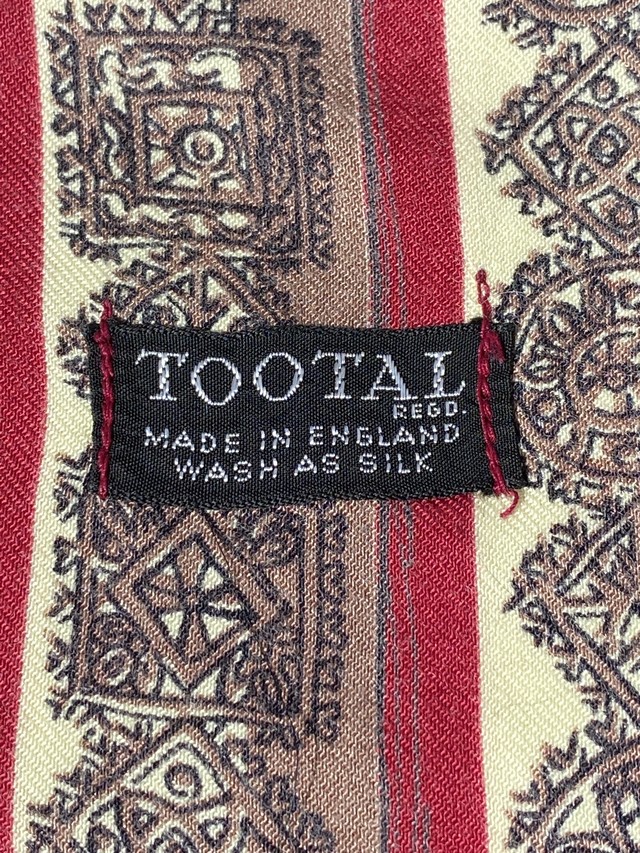 TOOTAL
REGD.
MADE IN ENGLAND
WASH AS SILK